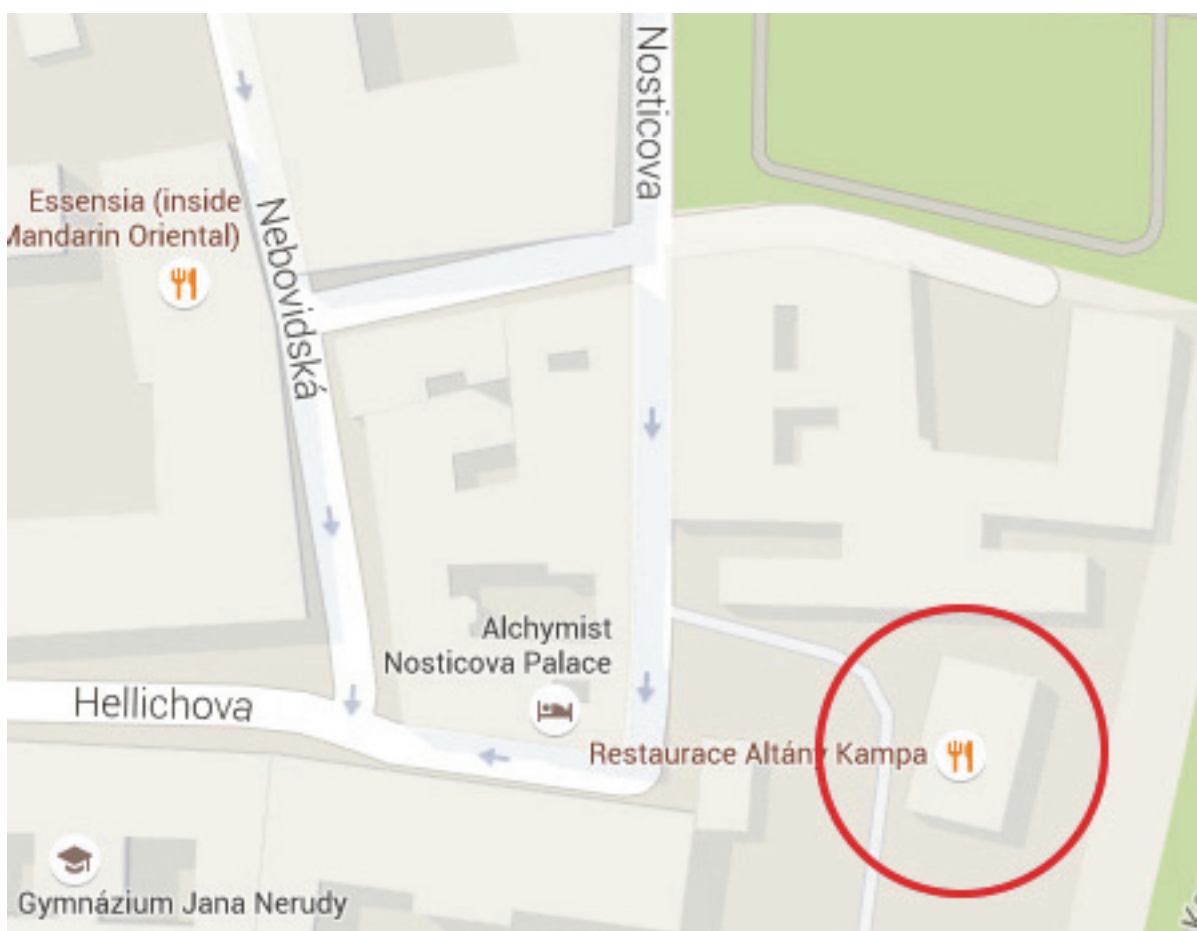 Nosticova
Essensia (inside
Mandarin Oriental)
Nebovidská
Alchymist
Nosticova Palace
Hellichova
Restaurace Altány Kampa
Gymnázium Jana Nerudy